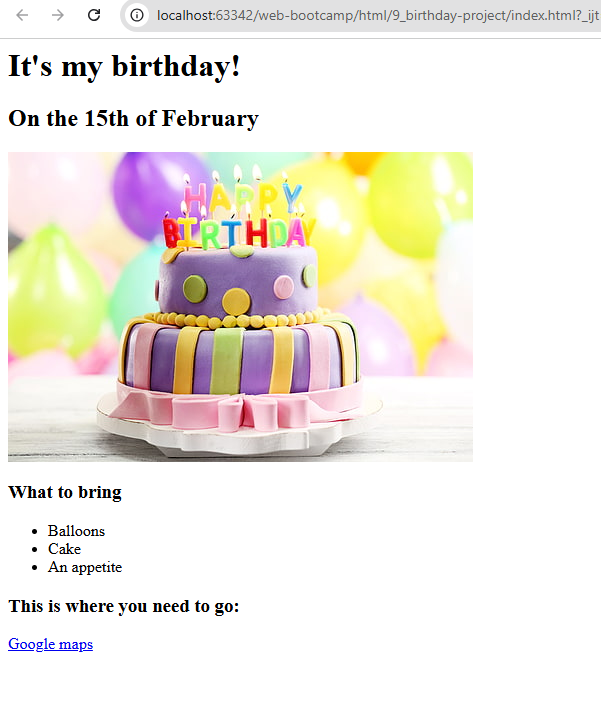 localhost:63342/web-bootcamp/html/9_birthday-project/index.html?_ijt
It's my birthday!
On the 15th of February
HAPPY
BIRTHDAY
What to bring
• Balloons
• Cake
• An appetite
This is where you need to go:
Google maps